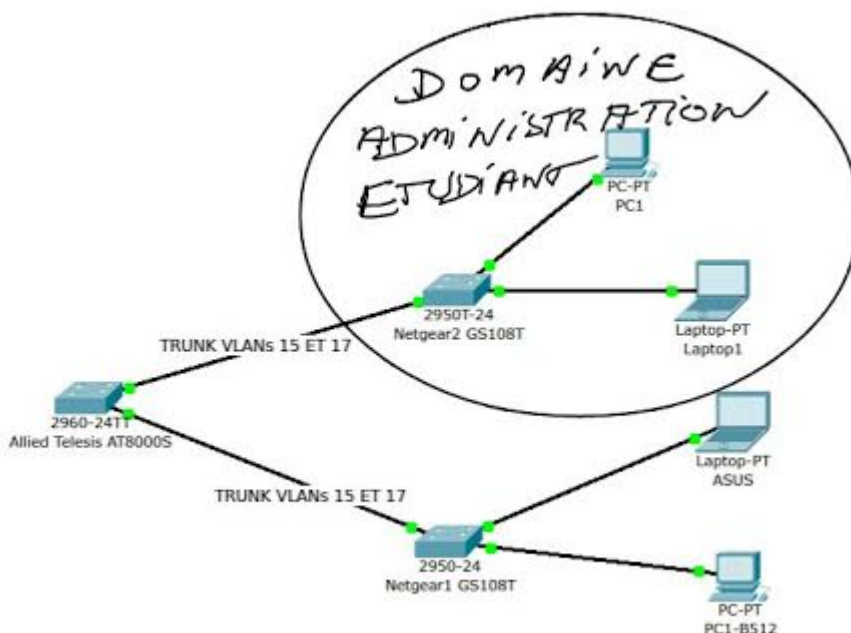 DOMAiNE
ADMiNiSTRATION
ETUDiANT
PC-PT
PC1
2950T-24
Netgear2 GS108T
Laptop-PT
Laptop1
TRUNK VLANs 15 ET 17
2960-24TT
Allied Telesis AT8000S
Laptop-PT
ASUS
TRUNK VLANs 15 ET 17
2950-24
Netgear1 GS108T
PC-PT
PC1-B512